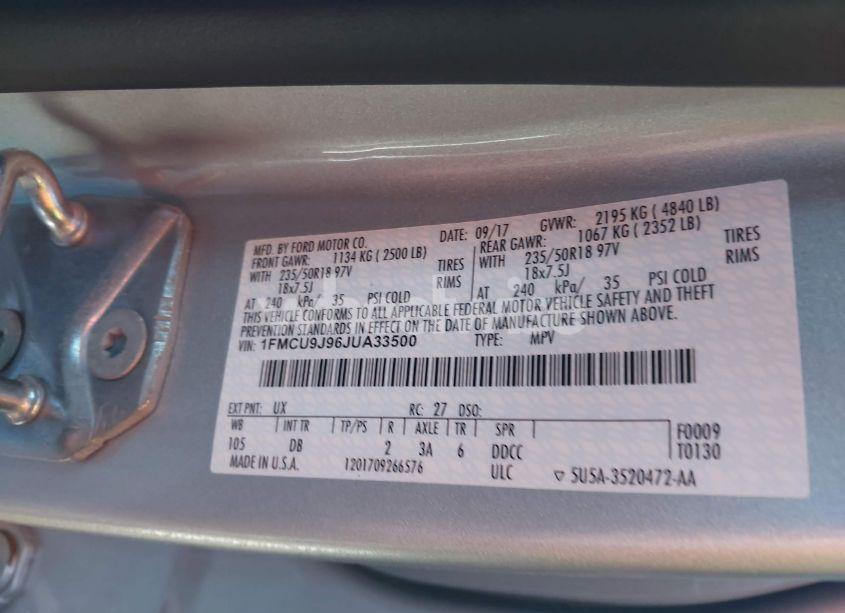 MFD. BY FORD MOTOR CO. DATE: 09/17 GVWR: 2195 KG ( 4840 LB)
FRONT GAWR: 1134 KG ( 2500 LB) REAR GAWR: 1067 KG ( 2352 LB)
WITH 235/50R18 97V TIRES WITH 235/50R18 97V TIRES
18x7.5J RIMS 18x7.5J RIMS
AT 240 kPa/ 35 PSI COLD AT 240 kPa/ 35 PSI COLD
THIS VEHICLE CONFORMS TO ALL APPLICABLE FEDERAL MOTOR VEHICLE SAFETY AND THEFT
PREVENTION STANDARDS IN EFFECT ON THE DATE OF MANUFACTURE SHOWN ABOVE.
VIN: 1FMCU9J96JUA33500 TYPE: MPV
EXT PNT: UX RC: 27 DSO:
WB INT TR TP/PS R AXLE TR SPR F0009
105 DB 2 3A 6 DDCC T0130
MADE IN U.S.A. 1201709266576 ULC 5U5A-3520472-AA